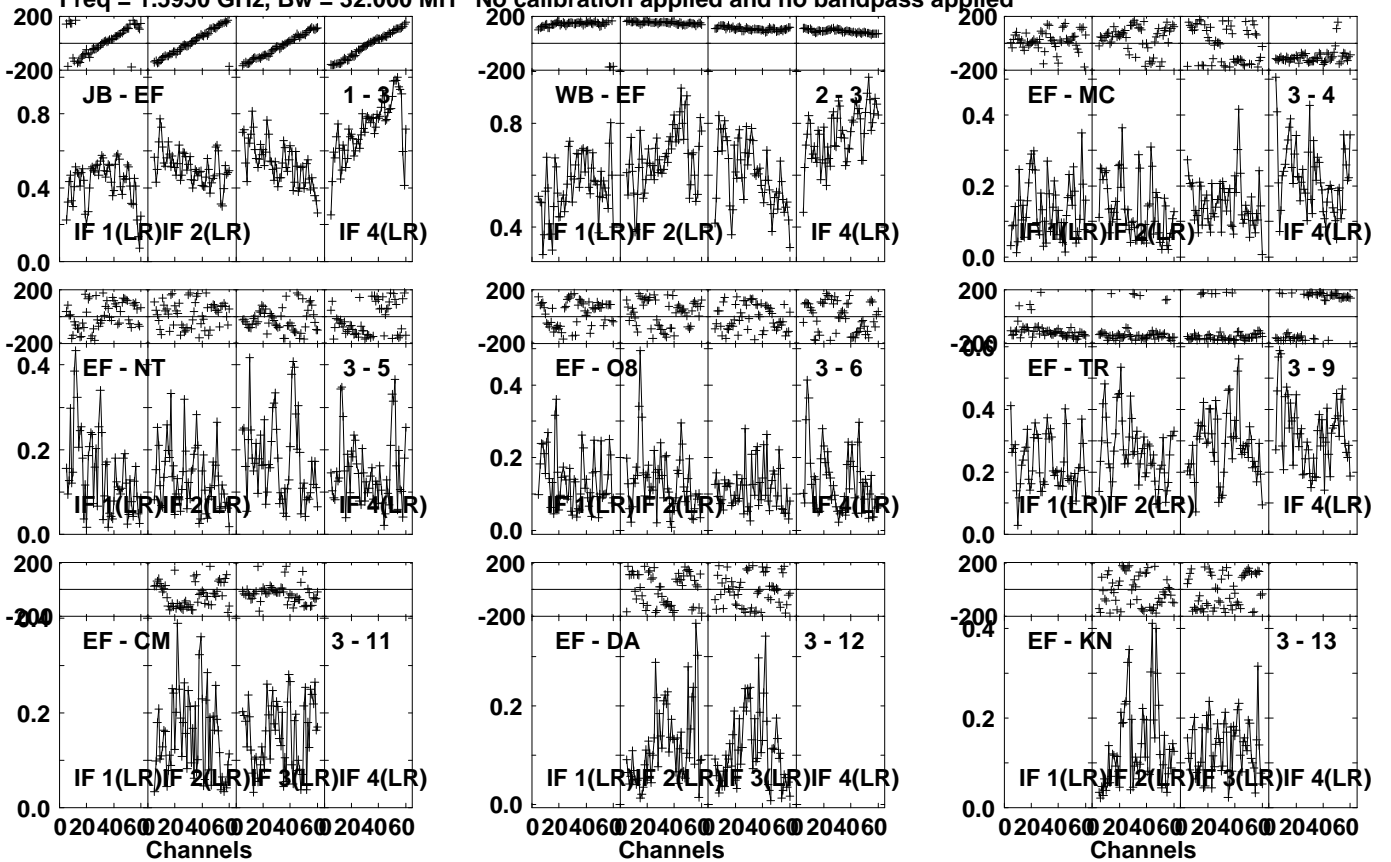 Freq = 1.5950 GHz, Bw = 32.000 MH No calibration applied and no bandpass applied
200
-200
0.8
0.4
0.0
JB - EF 1 - 3
IF 1(LR) IF 2(LR) IF 4(LR)
0.8
0.4
WB - EF 2 - 3
IF 1(LR) IF 2(LR) IF 4(LR)
200
-200
0.4
0.2
0.0
EF - MC 3 - 4
IF 1(LR) IF 2(LR) IF 4(LR)
200
-200
0.4
0.2
0.0
EF - NT 3 - 5
IF 1(LR) IF 2(LR) IF 4(LR)
200
-200
0.4
0.2
0.0
EF - O8 3 - 6
IF 1(LR) IF 2(LR) IF 4(LR)
200
-200
0.6
0.4
0.2
0.0
EF - TR 3 - 9
IF 1(LR) IF 2(LR) IF 4(LR)
200
-200
0.4
0.2
0.0
EF - CM 3 - 11
IF 1(LR) IF 2(LR) IF 3(LR) IF 4(LR)
0 20 40 60 0 20 40 60 0 20 40 60 0 20 40 60
Channels
200
-200
0.2
0.0
EF - DA 3 - 12
IF 1(LR) IF 2(LR) IF 3(LR) IF 4(LR)
0 20 40 60 0 20 40 60 0 20 40 60 0 20 40 60
Channels
200
-200
0.4
0.2
0.0
EF - KN 3 - 13
IF 1(LR) IF 2(LR) IF 3(LR) IF 4(LR)
0 20 40 60 0 20 40 60 0 20 40 60 0 20 40 60
Channels